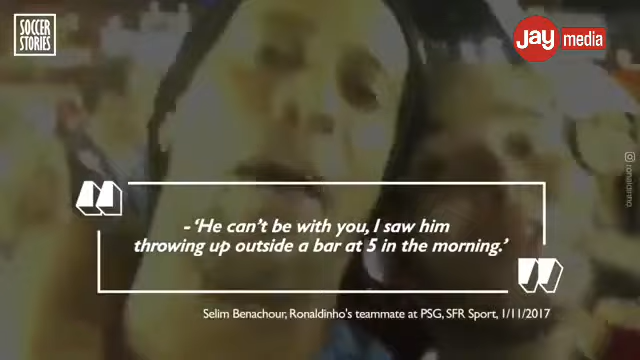 SOCCER
STORIES
Jay media
ronaldinho
- ‘He can’t be with you, I saw him
throwing up outside a bar at 5 in the morning.’
Selim Benachour, Ronaldinho's teammate at PSG, SFR Sport, 1/11/2017